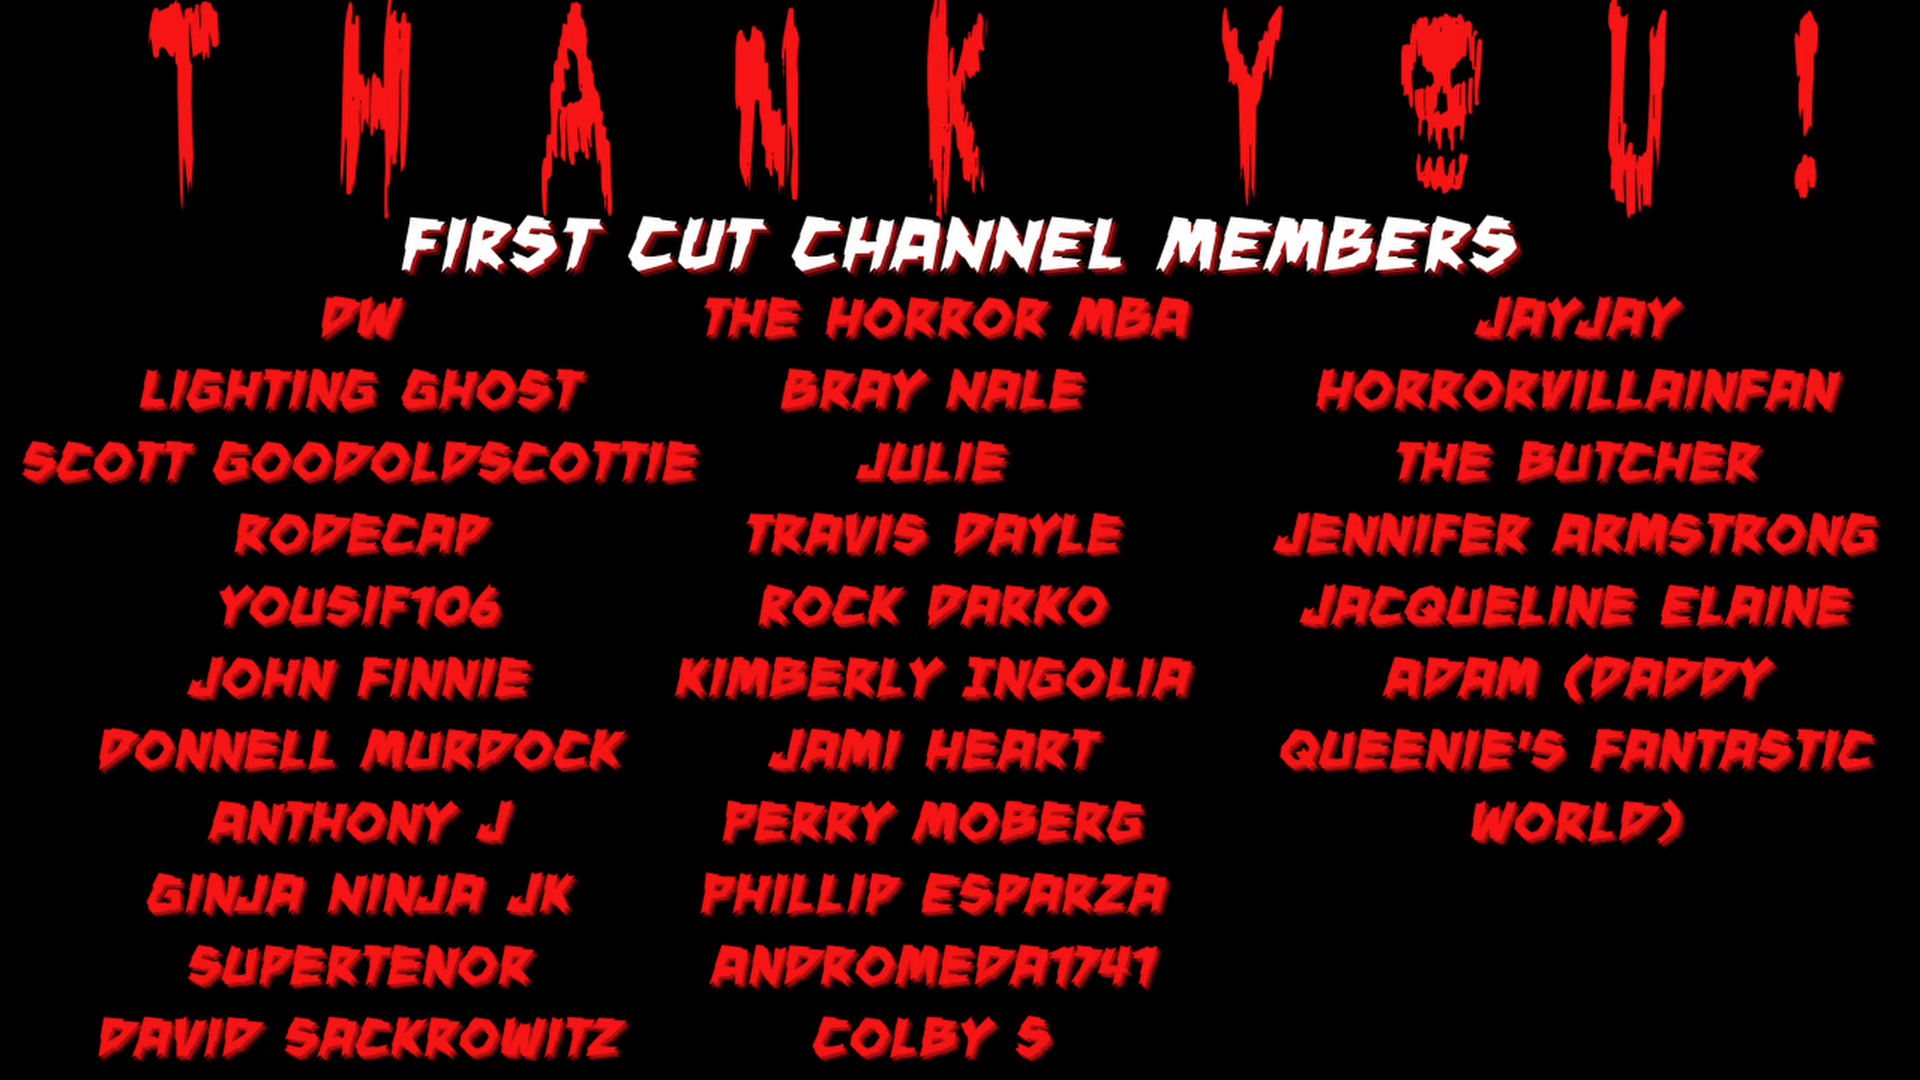 THANK YOU!
FIRST CUT CHANNEL MEMBERS
DW
LIGHTING GHOST
SCOTT GOODOLDSCOTTIE
RODECAP
YOUSIF106
JOHN FINNIE
DONNELL MURDOCK
ANTHONY J
GINJA NINJA JK
SUPERTENOR
DAVID SACKROWITZ
THE HORROR MBA
BRAY NALE
JULIE
TRAVIS DAYLE
ROCK DARKO
KIMBERLY INGOLIA
JAMI HEART
PERRY MOBERG
PHILLIP ESPARZA
ANDROMEDA1741
COLBY S
JAYJAY
HORRORVILLAINFAN
THE BUTCHER
JENNIFER ARMSTRONG
JACQUELINE ELAINE
ADAM (DADDY
QUEENIE'S FANTASTIC
WORLD)